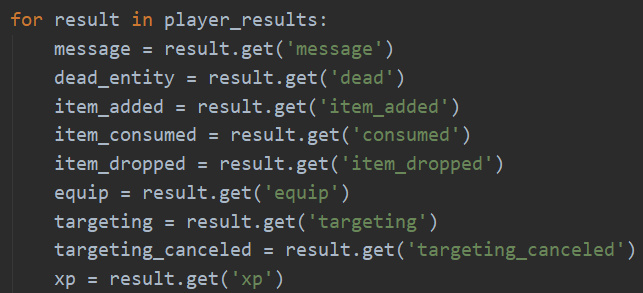 for result in player_results:
    message = result.get('message')
    dead_entity = result.get('dead')
    item_added = result.get('item_added')
    item_consumed = result.get('consumed')
    item_dropped = result.get('item_dropped')
    equip = result.get('equip')
    targeting = result.get('targeting')
    targeting_canceled = result.get('targeting_canceled')
    xp = result.get('xp')